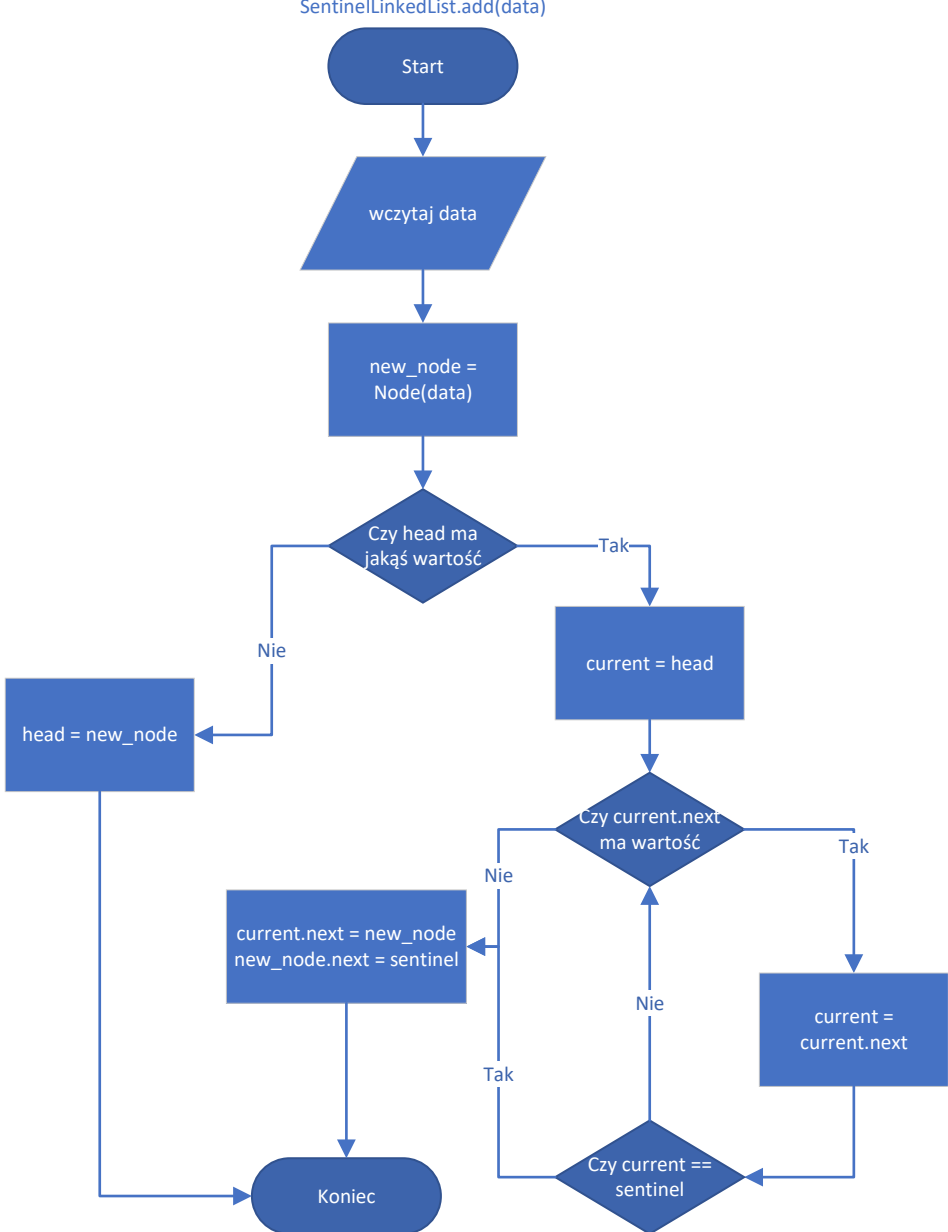 SentinelLinkedList.add(data)
Start
wczytaj data
new_node =
Node(data)
Czy head ma
jakąś wartość
Tak
Nie
current = head
head = new_node
Czy current.next
ma wartość
Tak
Nie
current.next = new_node
new_node.next = sentinel
Nie
current =
current.next
Tak
Czy current ==
sentinel
Koniec